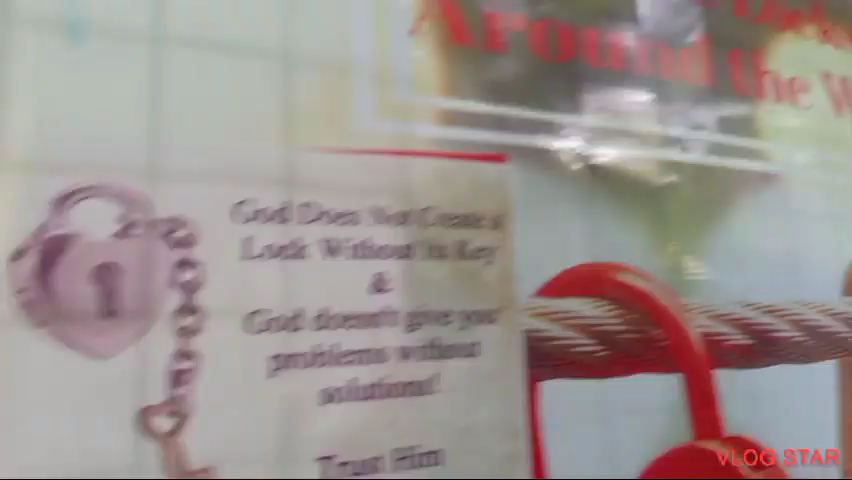 Around the W
God Does Not Create a
Lock Without Its Key
&
God doesn't give you
problems without
solutions!
Trust Him
VLOG STAR